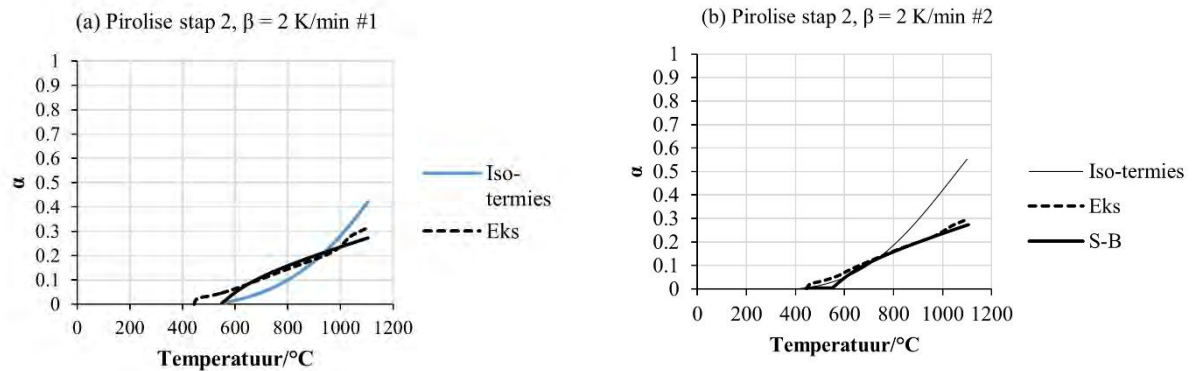 (a) Pirolise stap 2, β = 2 K/min #1
1
0.9
0.8
0.7
0.6
0.5
0.4
0.3
0.2
0.1
0
α
0 200 400 600 800 1000 1200
Temperatuur/°C
Iso-
termies
Eks
(b) Pirolise stap 2, β = 2 K/min #2
1
0.9
0.8
0.7
0.6
0.5
0.4
0.3
0.2
0.1
0
α
0 200 400 600 800 1000 1200
Temperatuur/°C
Iso-termies
Eks
S-B